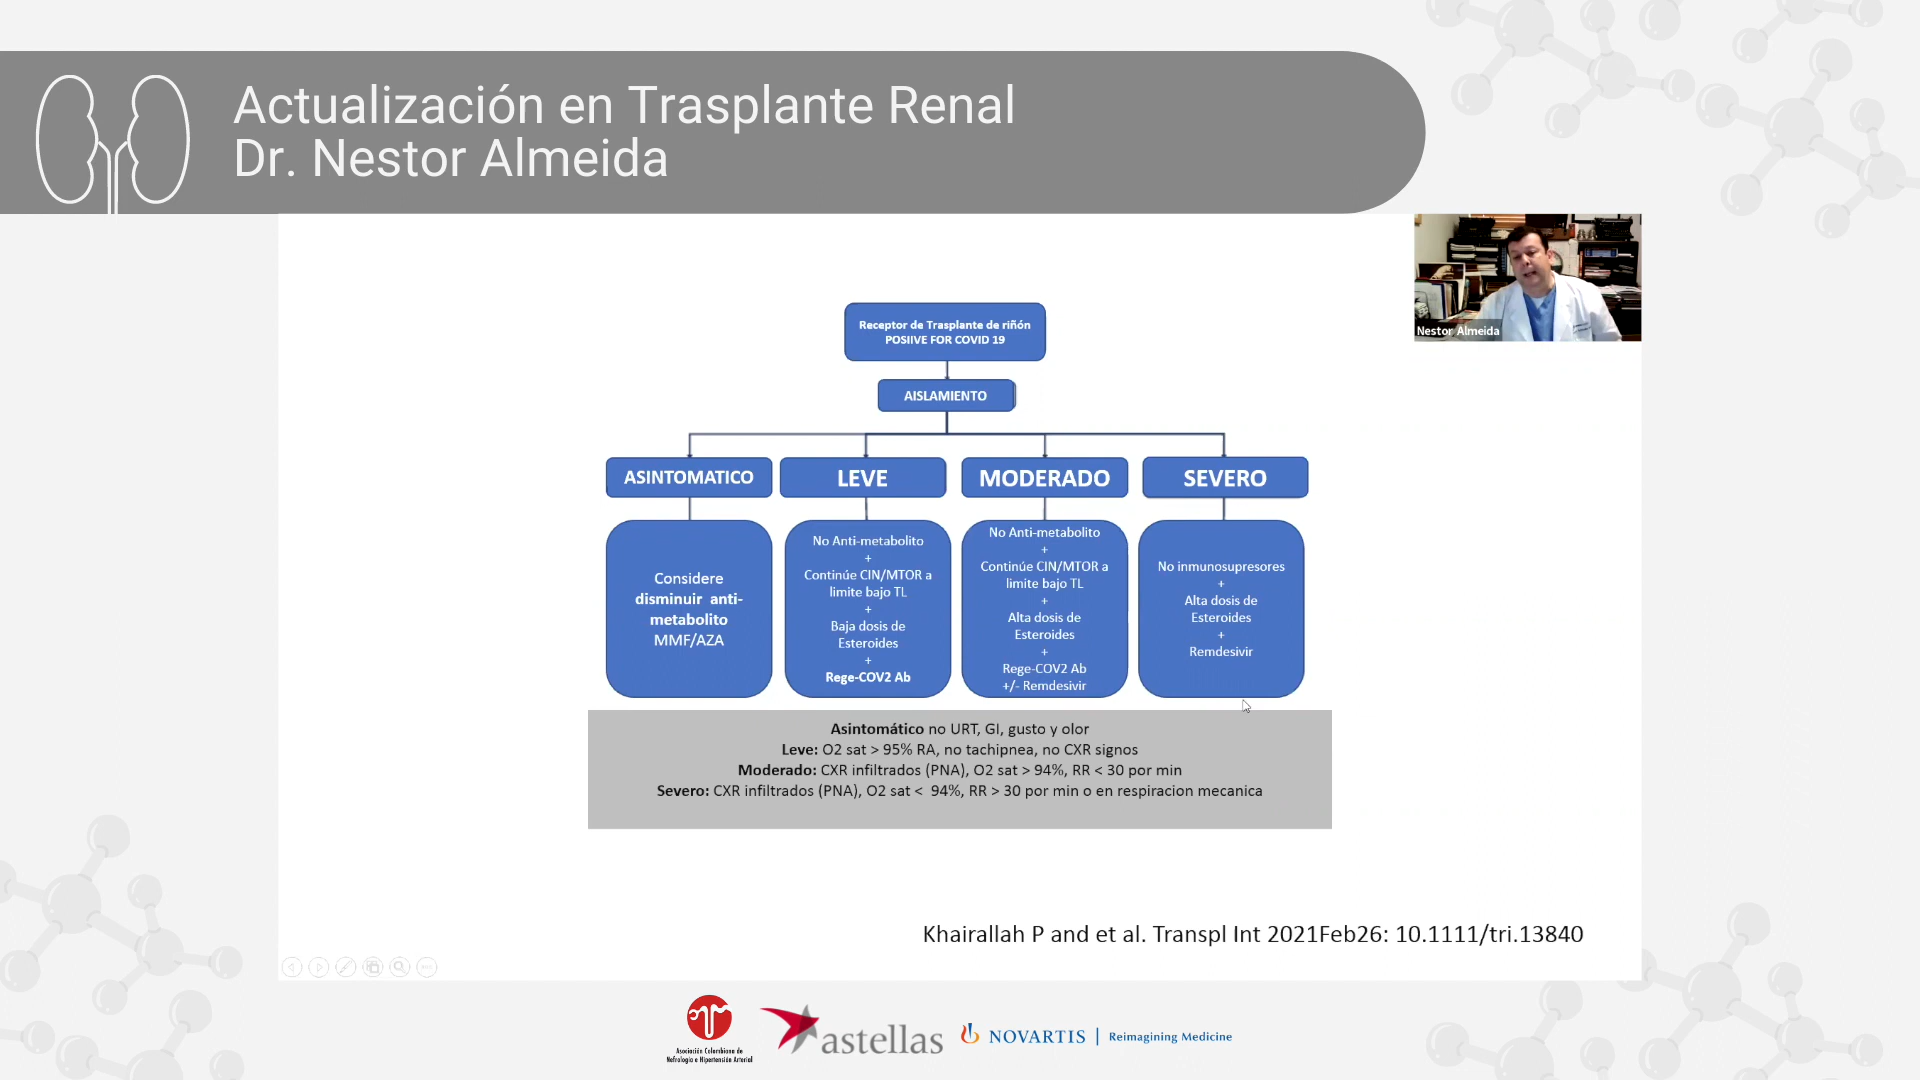 Actualización en Trasplante Renal
Dr. Nestor Almeida
Nestor Almeida
Receptor de Trasplante de riñón
POSIIVE FOR COVID 19
AISLAMIENTO
ASINTOMATICO
LEVE
MODERADO
SEVERO
Considere
disminuir anti-
metabolito
MMF/AZA
No Anti-metabolito
+
Continúe CIN/MTOR a
limite bajo TL
+
Baja dosis de
Esteroides
+
Rege-COV2 Ab
No Anti-metabolito
+
Continúe CIN/MTOR a
limite bajo TL
+
Alta dosis de
Esteroides
+
Rege-COV2 Ab
+/- Remdesivir
No inmunosupresores
+
Alta dosis de
Esteroides
+
Remdesivir
Asintomático no URT, GI, gusto y olor
Leve: O2 sat > 95% RA, no tachipnea, no CXR signos
Moderado: CXR infiltrados (PNA), O2 sat > 94%, RR < 30 por min
Severo: CXR infiltrados (PNA), O2 sat < 94%, RR > 30 por min o en respiracion mecanica
Khairallah P and et al. Transpl Int 2021Feb26: 10.1111/tri.13840
Asociación Colombiana de
Nefrología e Hipertensión Arterial
astellas
NOVARTIS | Reimagining Medicine